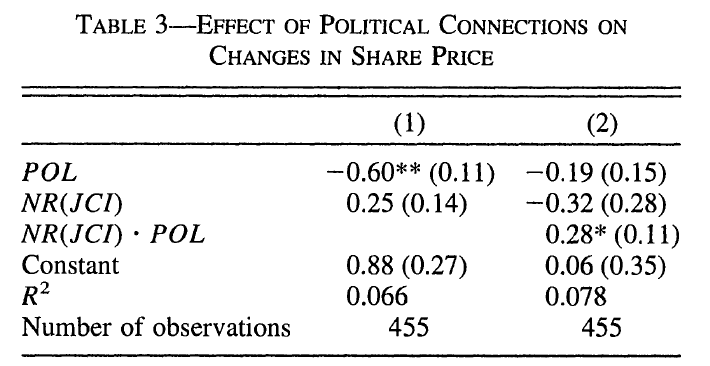 TABLE 3—EFFECT OF POLITICAL CONNECTIONS ON
CHANGES IN SHARE PRICE
(1) (2)
POL −0.60** (0.11) −0.19 (0.15)
NR(JCI) 0.25 (0.14) −0.32 (0.28)
NR(JCI) · POL 0.28* (0.11)
Constant 0.88 (0.27) 0.06 (0.35)
R² 0.066 0.078
Number of observations 455 455